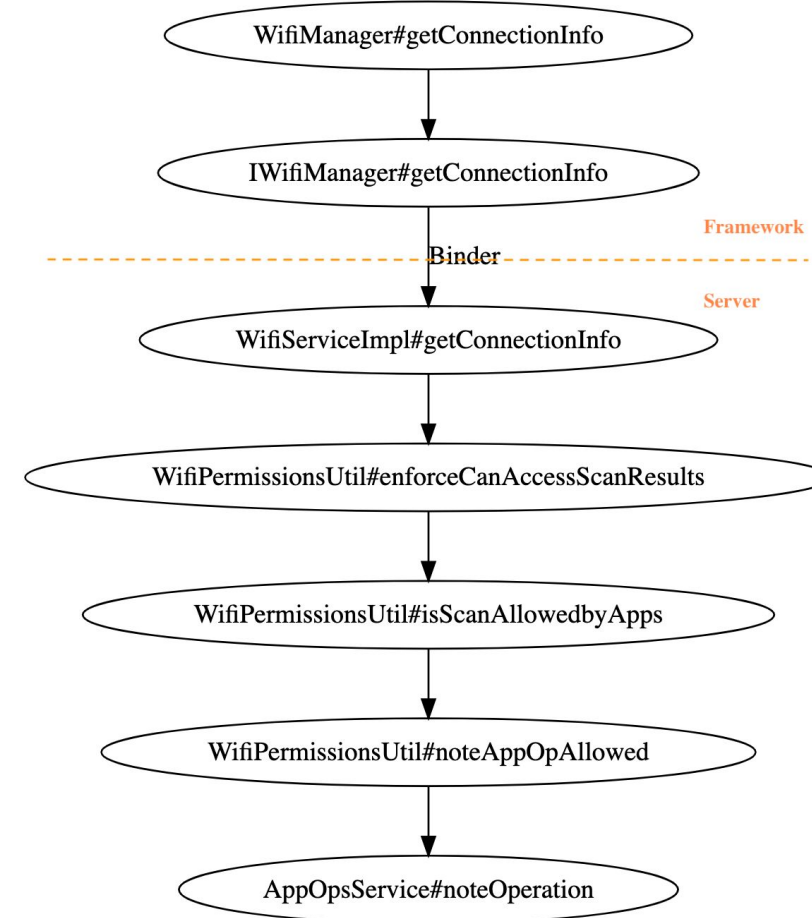 WifiManager#getConnectionInfo
IWifiManager#getConnectionInfo
Framework
Binder
Server
WifiServiceImpl#getConnectionInfo
WifiPermissionsUtil#enforceCanAccessScanResults
WifiPermissionsUtil#isScanAllowedbyApps
WifiPermissionsUtil#noteAppOpAllowed
AppOpsService#noteOperation